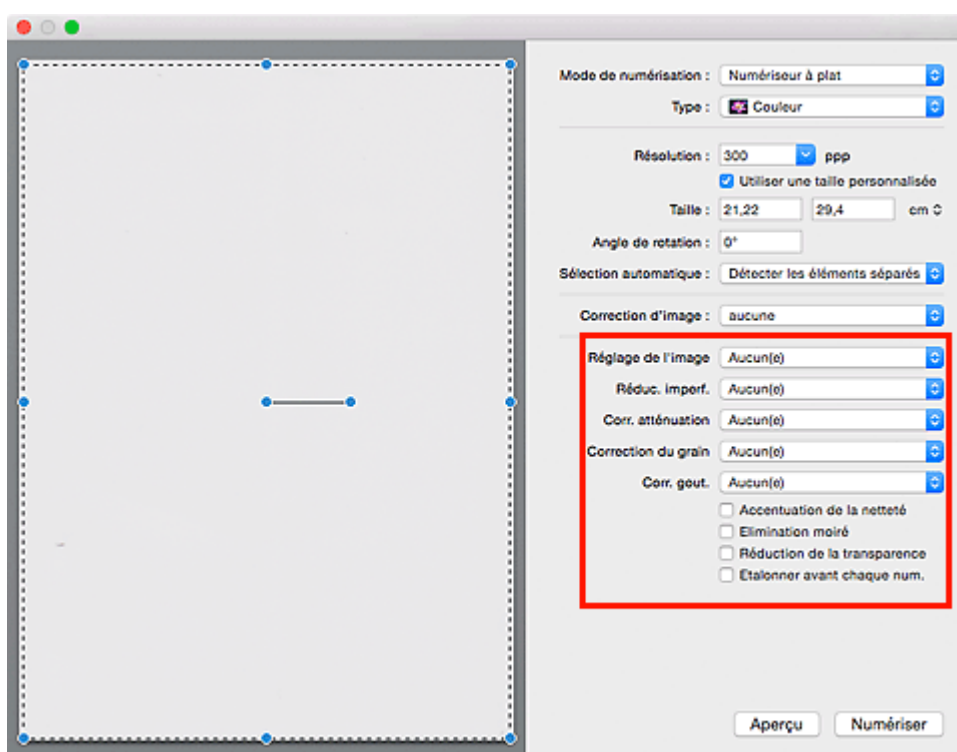 Mode de numérisation : Numériseur à plat
Type : Couleur
Résolution : 300 ppp
Utiliser une taille personnalisée
Taille : 21,22 29,4 cm
Angle de rotation : 0°
Sélection automatique : Détecter les éléments séparés
Correction d'image : aucune
Réglage de l'image Aucun(e)
Réduc. imperf. Aucun(e)
Corr. atténuation Aucun(e)
Correction du grain Aucun(e)
Corr. gout. Aucun(e)
Accentuation de la netteté
Elimination moiré
Réduction de la transparence
Etalonner avant chaque num.
Aperçu Numériser